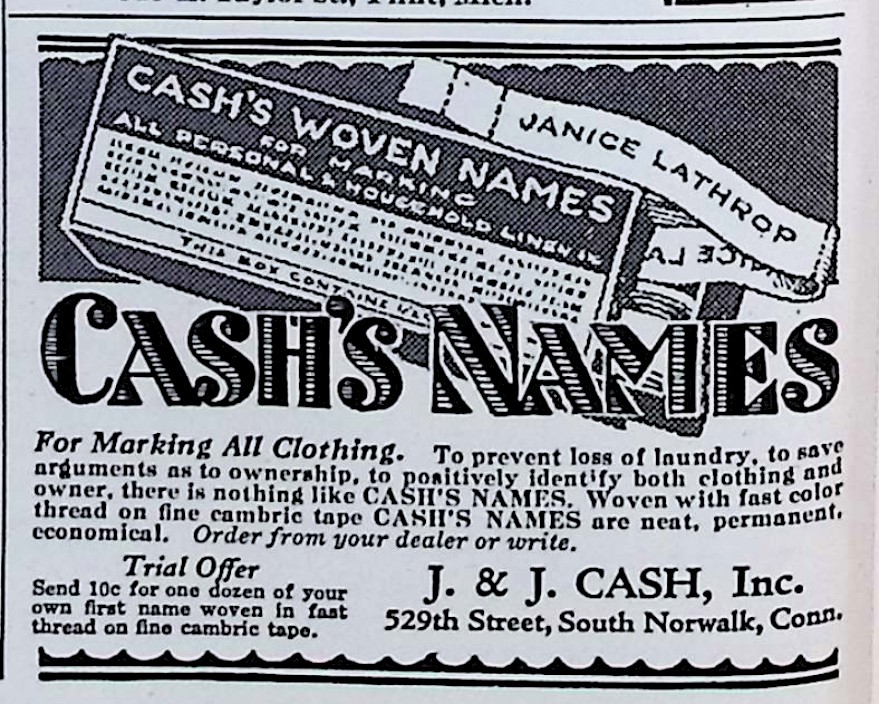 CASH'S WOVEN NAMES
FOR MARKING
ALL PERSONAL & HOUSEHOLD LINEN
THIS BOX CONTAINS
JANICE LATHROP
CASH'S NAMES
For Marking All Clothing. To prevent loss of laundry, to save
arguments as to ownership, to positively identify both clothing and
owner, there is nothing like CASH'S NAMES. Woven with fast color
thread on fine cambric tape CASH'S NAMES are neat, permanent,
economical. Order from your dealer or write.
Trial Offer
Send 10c for one dozen of your
own first name woven in fast
thread on fine cambric tape.
J. & J. CASH, Inc.
529th Street, South Norwalk, Conn.